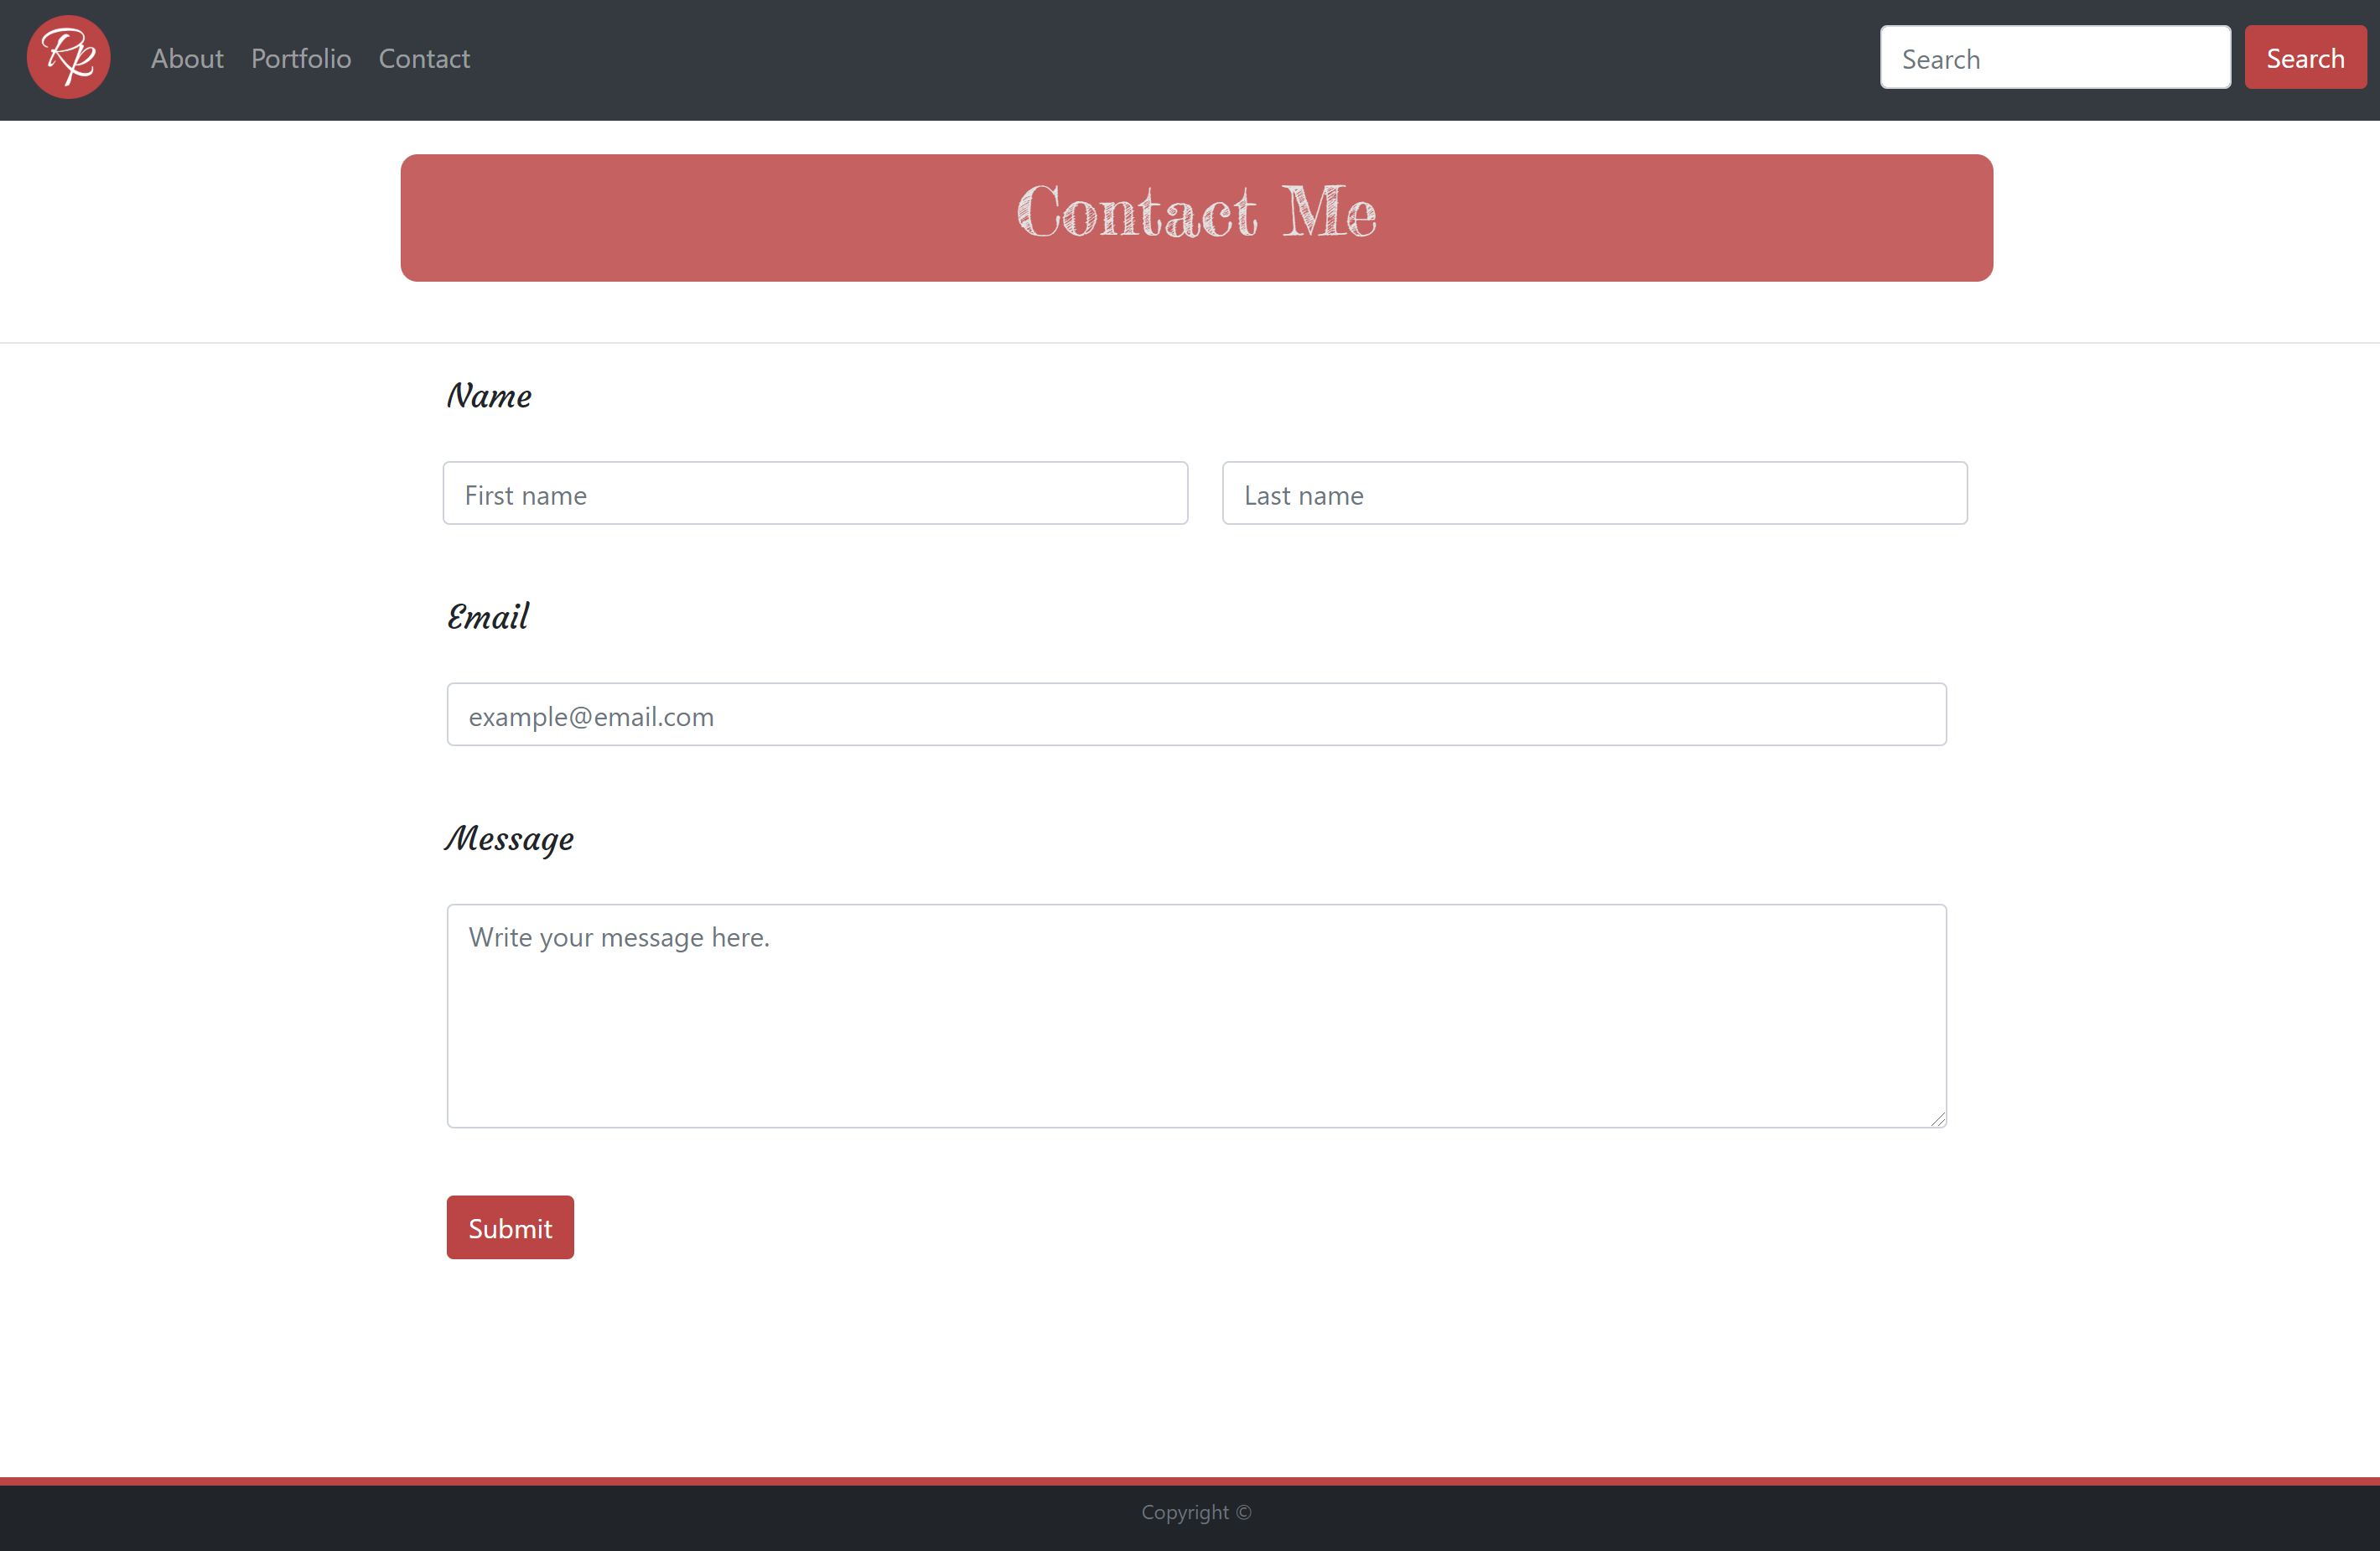 RR About Portfolio Contact Search Search
Contact Me
Name
First name Last name
Email
example@email.com
Message
Write your message here.
Submit
Copyright ©